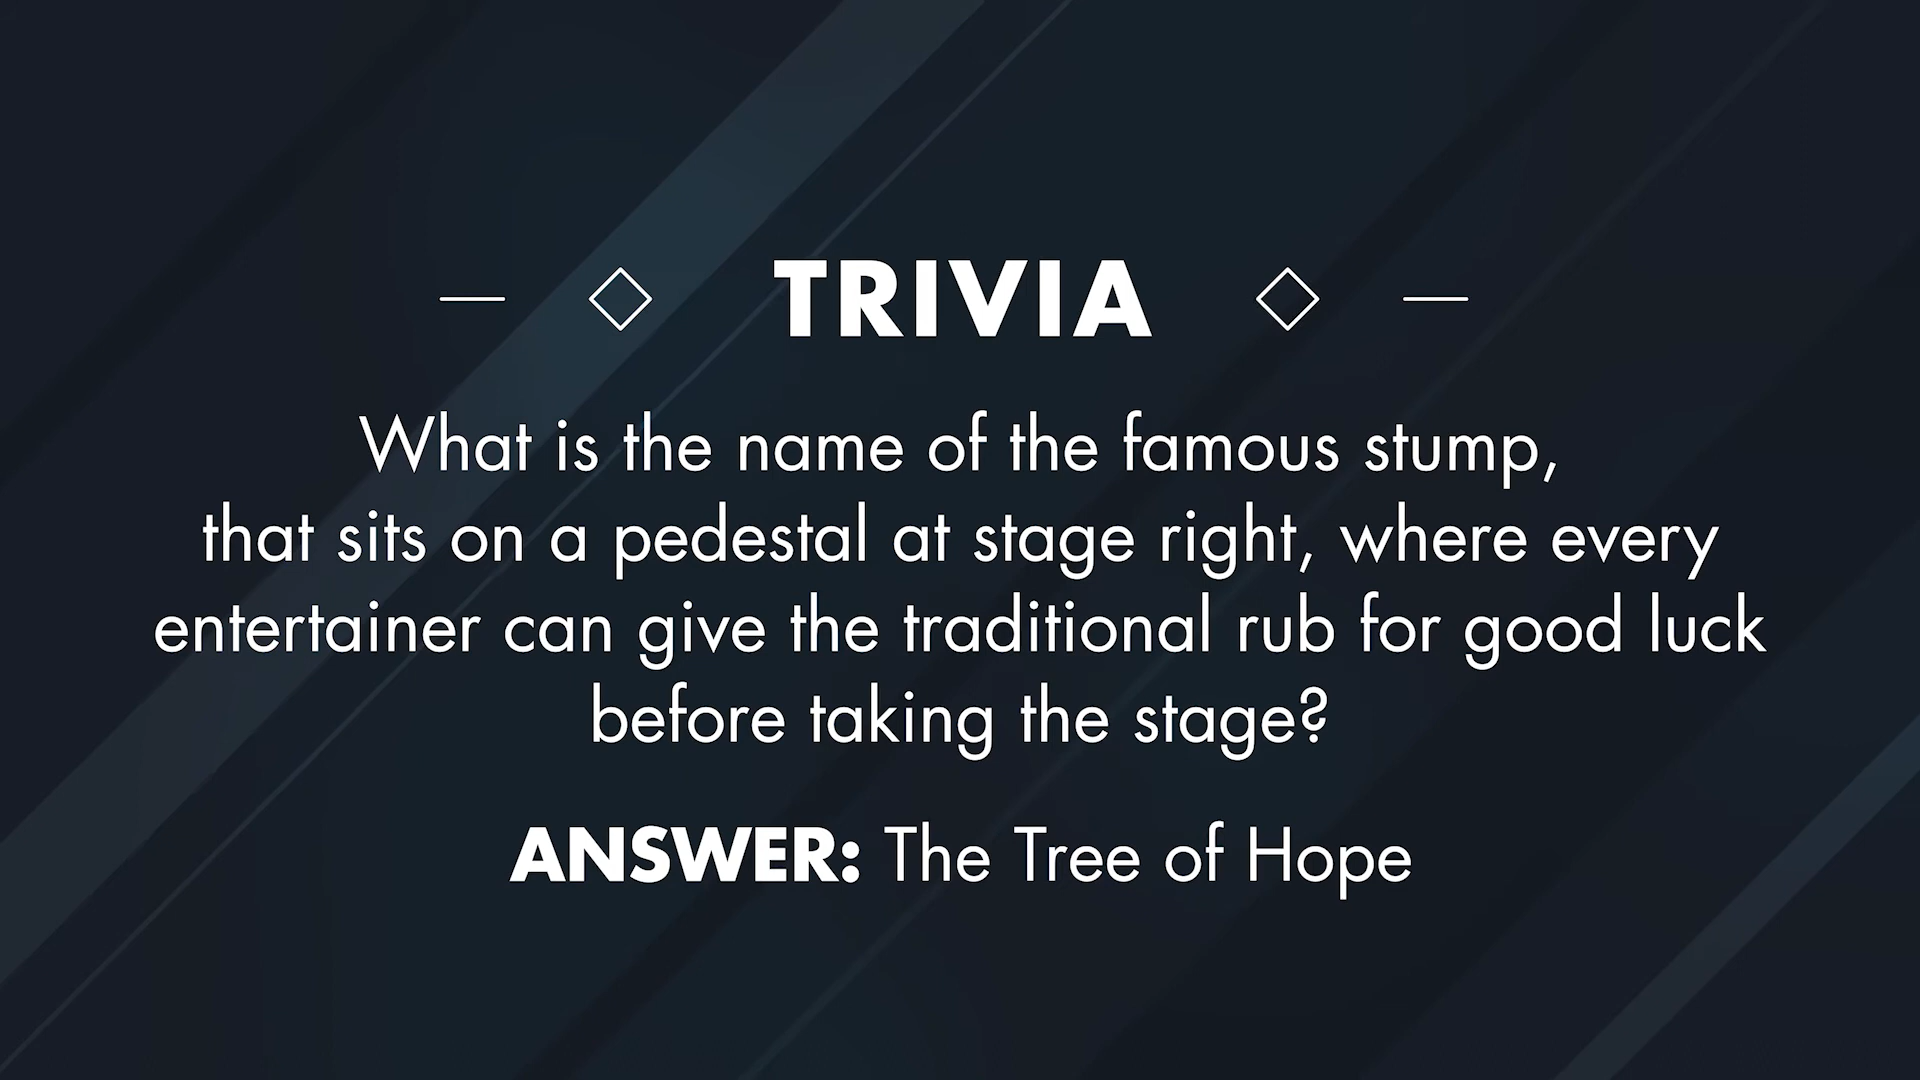 TRIVIA
What is the name of the famous stump,
that sits on a pedestal at stage right, where every
entertainer can give the traditional rub for good luck
before taking the stage?
ANSWER: The Tree of Hope